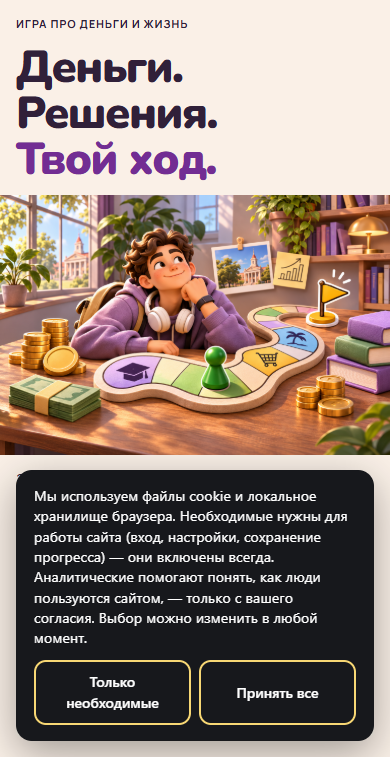 ИГРА ПРО ДЕНЬГИ И ЖИЗНЬ
Деньги.
Решения.
Твой ход.
Мы используем файлы cookie и локальное
хранилище браузера. Необходимые нужны для
работы сайта (вход, настройки, сохранение
прогресса) — они включены всегда.
Аналитические помогают понять, как люди
пользуются сайтом, — только с вашего
согласия. Выбор можно изменить в любой
момент.
Только
необходимые
Принять все